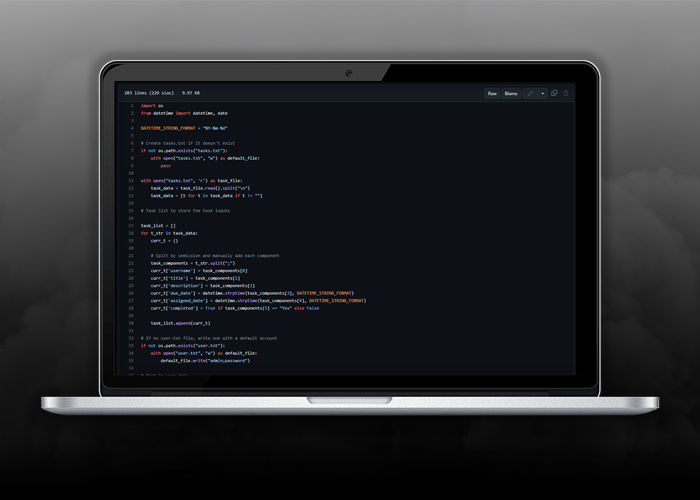 283 lines (229 sloc) 9.97 KB
Raw Blame
1 import os
2 from datetime import datetime, date
3
4 DATETIME_STRING_FORMAT = "%Y-%m-%d"
5
6 # Create tasks.txt if it doesn't exist
7 if not os.path.exists("tasks.txt"):
8 with open("tasks.txt", "w") as default_file:
9 pass
10
11 with open("tasks.txt", 'r') as task_file:
12 task_data = task_file.read().split("\n")
13 task_data = [t for t in task_data if t != ""]
14
15 # Task list to store the task inputs
16
17 task_list = []
18 for t_str in task_data:
19 curr_t = {}
20
21 # Split by semicolon and manually add each component
22 task_components = t_str.split(";")
23 curr_t['username'] = task_components[0]
24 curr_t['title'] = task_components[1]
25 curr_t['description'] = task_components[2]
26 curr_t['due_date'] = datetime.strptime(task_components[3], DATETIME_STRING_FORMAT)
27 curr_t['assigned_date'] = datetime.strptime(task_components[4], DATETIME_STRING_FORMAT)
28 curr_t['completed'] = True if task_components[5] == "Yes" else False
29
30 task_list.append(curr_t)
31
32 # If no user.txt file, write one with a default account
33 if not os.path.exists("user.txt"):
34 with open("user.txt", "w") as default_file:
35 default_file.write("admin;password")
36